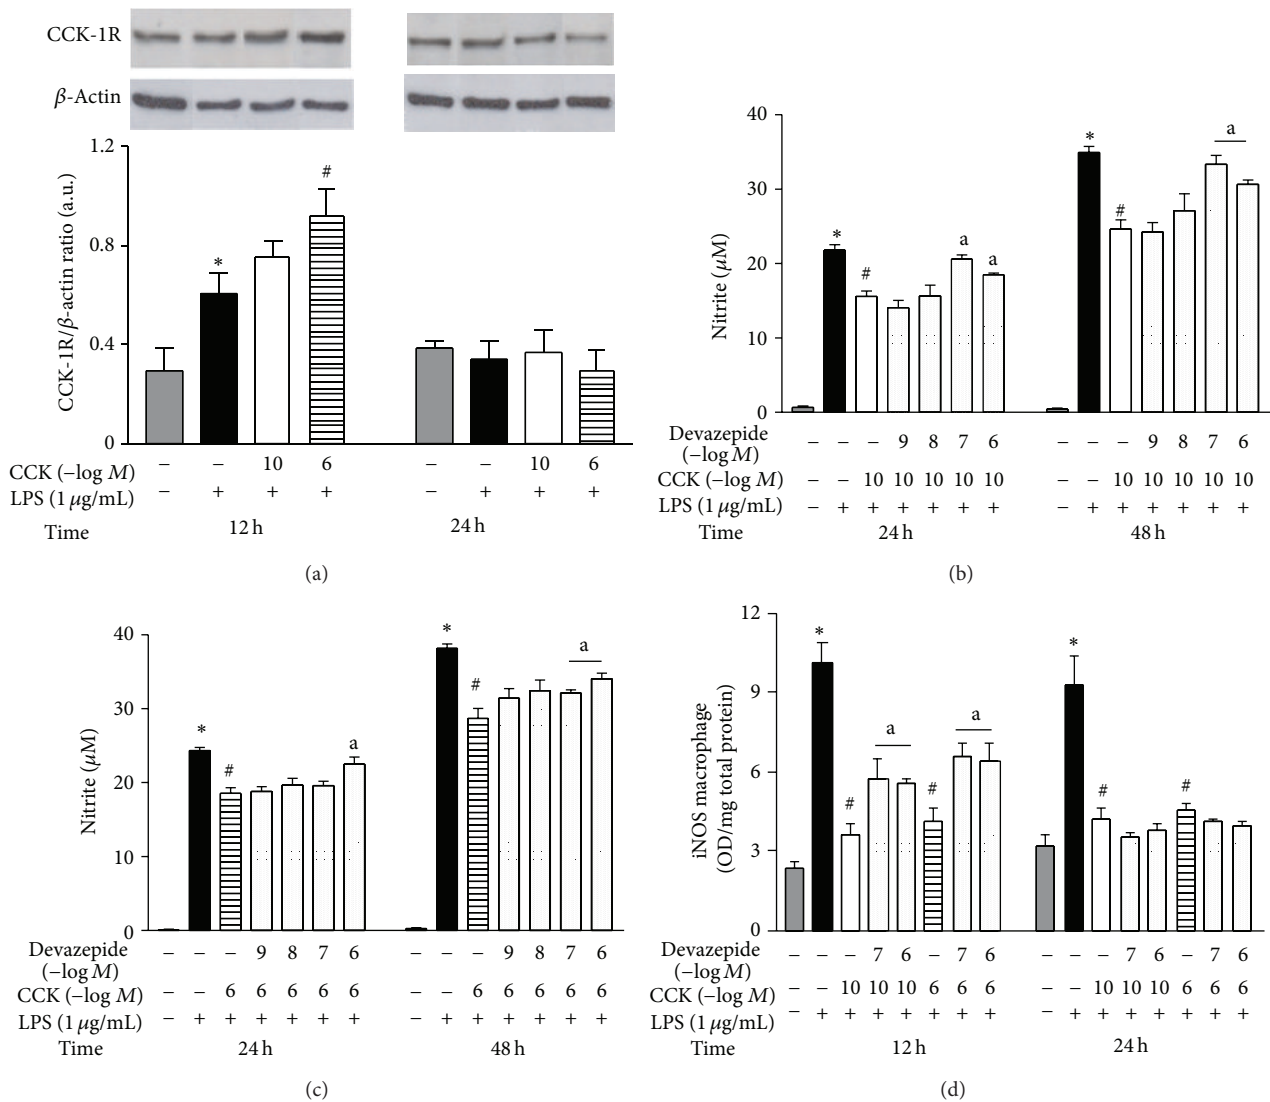 CCK-1R
β-Actin
CCK-1R/β-actin ratio (a.u.)
1.2
0.8
0.4
0
* #
CCK (−log M) − − 10 6 − − 10 6
LPS (1 μg/mL) − + + + − + + +
Time 12 h 24 h
(a)
Nitrite (μM)
40
30
20
10
0
* # a a * # a
Devazepide (−log M) − − − 9 8 7 6 − − − 9 8 7 6
CCK (−log M) − − 10 10 10 10 10 − − 10 10 10 10 10
LPS (1 μg/mL) − + + + + + + − + + + + + +
Time 24 h 48 h
(b)
Nitrite (μM)
40
30
20
10
0
* # a * # a
Devazepide (−log M) − − − 9 8 7 6 − − − 9 8 7 6
CCK (−log M) − − 6 6 6 6 6 − − 6 6 6 6 6
LPS (1 μg/mL) − + + + + + + − + + + + + +
Time 24 h 48 h
(c)
iNOS macrophage
(OD/mg total protein)
12
9
6
3
0
* # a # a * # #
Devazepide (−log M) − − − 7 6 − 7 6 − − − 7 6 − 7 6
CCK (−log M) − − 10 10 10 6 6 6 − − 10 10 10 6 6 6
LPS (1 μg/mL) − + + + + + + + − + + + + + + +
Time 12 h 24 h
(d)